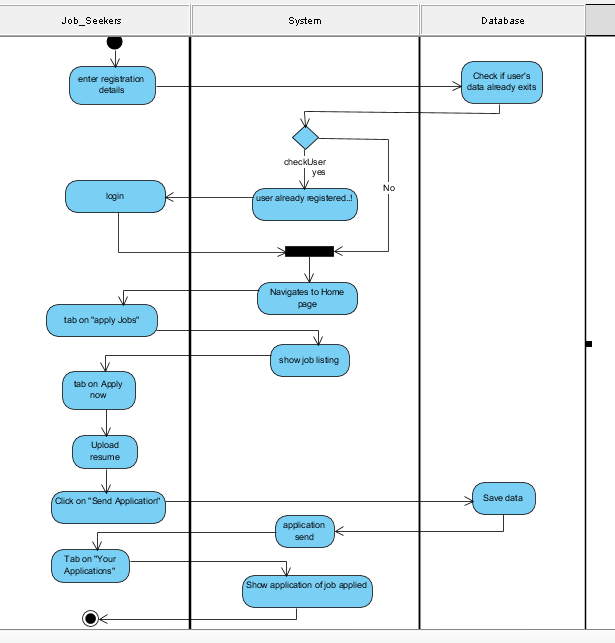 Job_Seekers
System
Database
enter registration
details
Check if user's
data already exits
checkUser
yes
No
login
user already registered..!
Navigates to Home
page
tab on "apply Jobs"
show job listing
tab on Apply
now
Upload
resume
Click on "Send Application"
Save data
application
send
Tab on "Your
Applications"
Show application of job applied